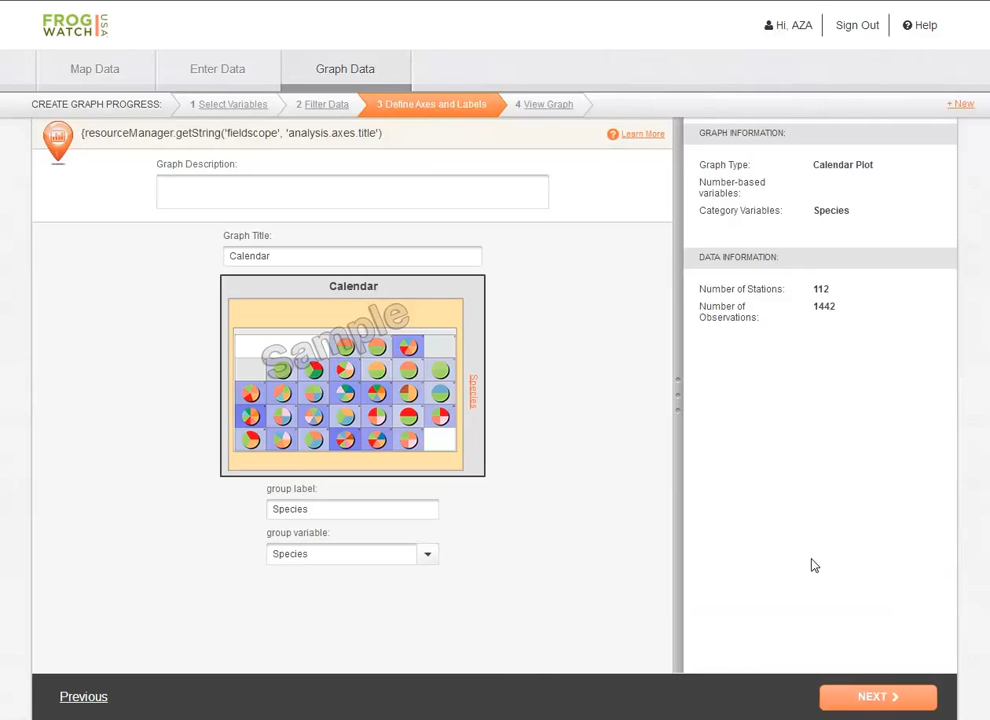 FROG WATCH USA
Hi, AZA
Sign Out
Help
Map Data
Enter Data
Graph Data
CREATE GRAPH PROGRESS:
1 Select Variables
2 Filter Data
3 Define Axes and Labels
4 View Graph
+ New
{resourceManager.getString('fieldscope', 'analysis.axes.title')
Learn More
Graph Description:
Graph Title:
Calendar
Calendar
Sample
Species
group label:
Species
group variable:
Species
GRAPH INFORMATION:
Graph Type: Calendar Plot
Number-based
variables:
Category Variables: Species
DATA INFORMATION:
Number of Stations: 112
Number of 1442
Observations:
Previous
NEXT